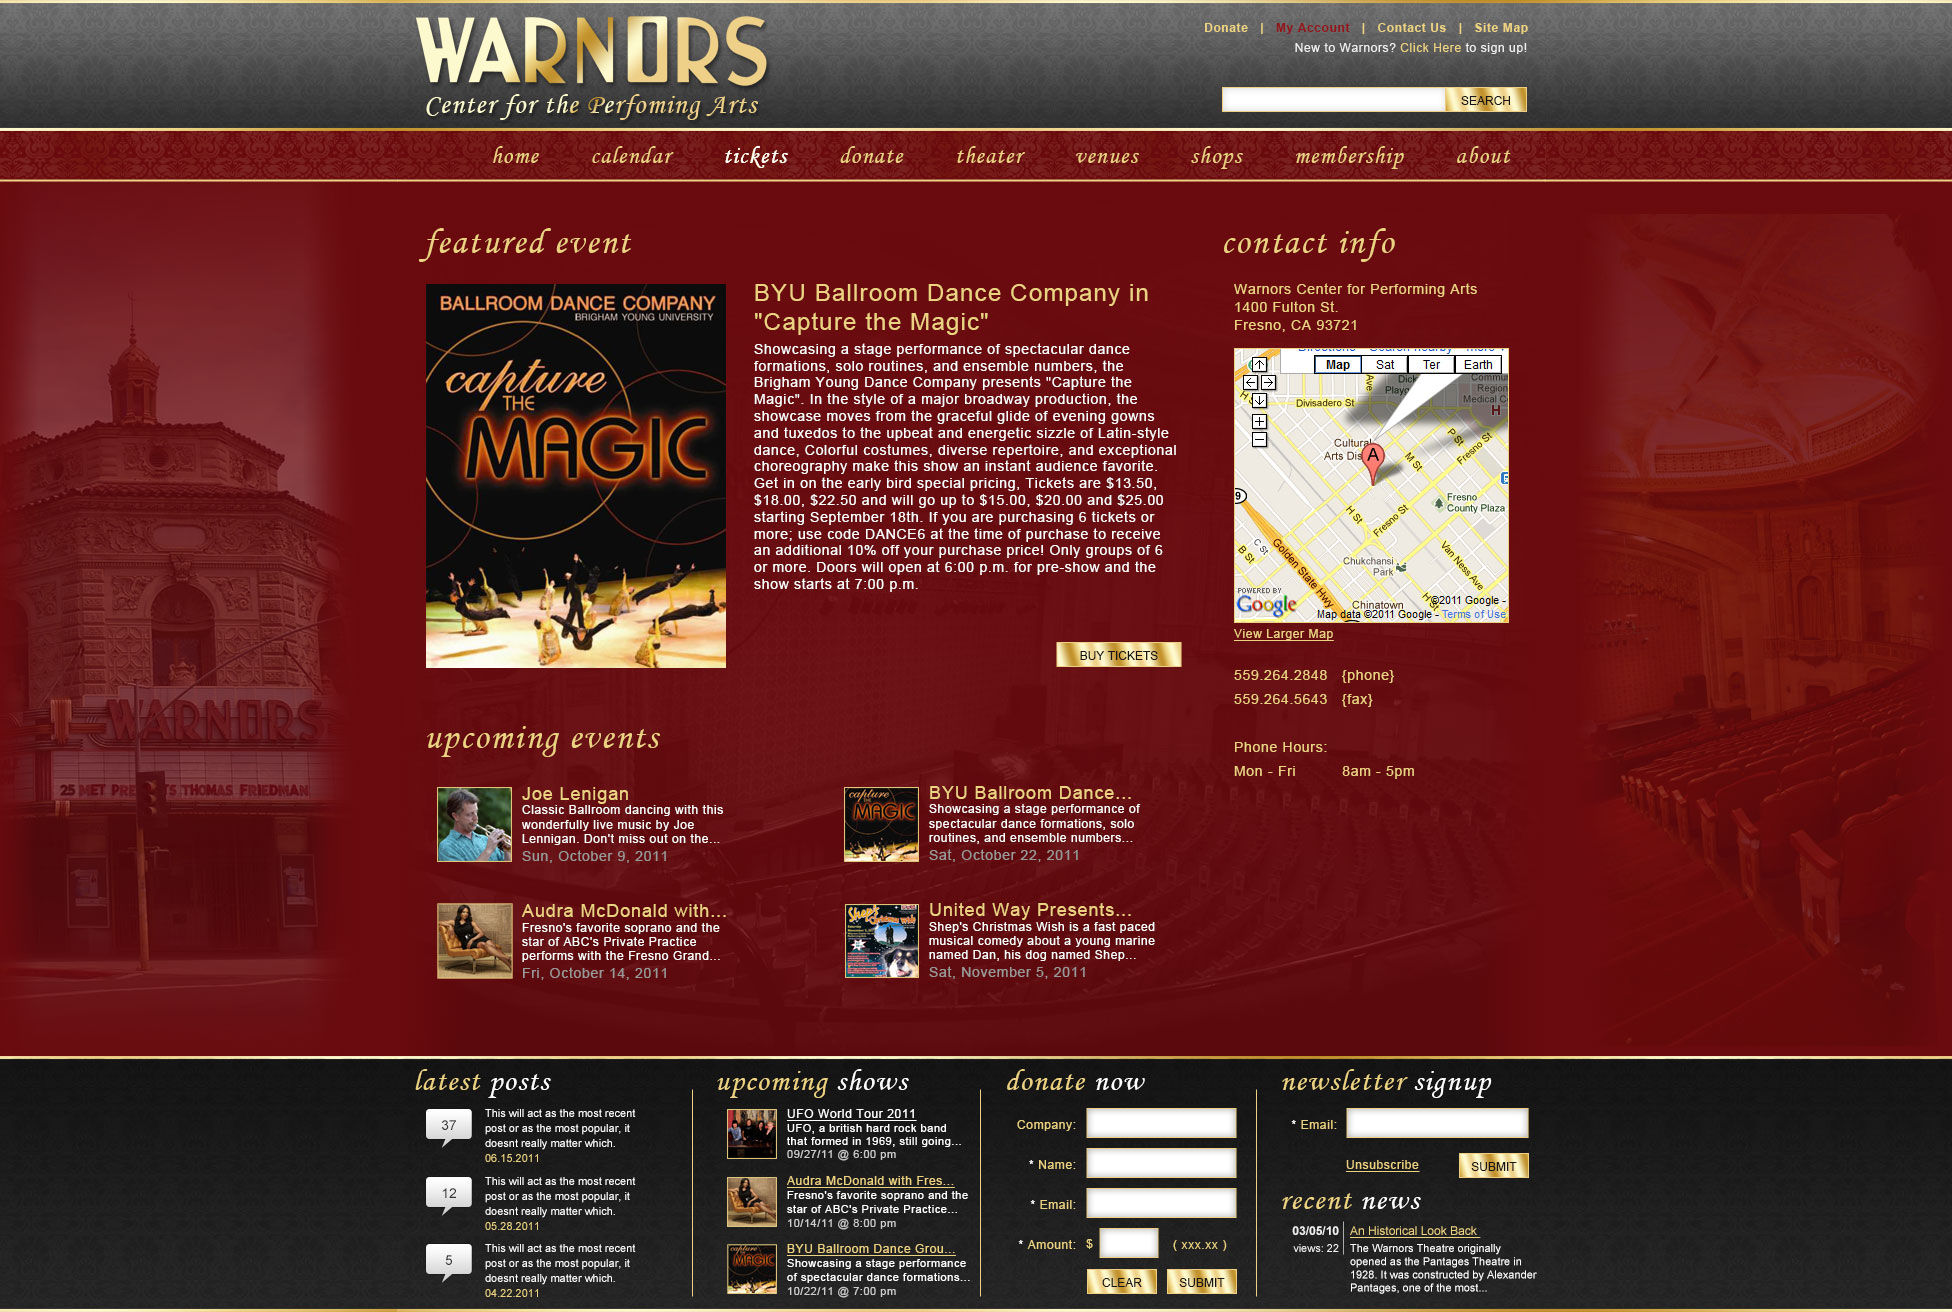 WARNORS
Center for the Perfoming Arts
Donate | My Account | Contact Us | Site Map
New to Warnors? Click Here to sign up!
SEARCH
home calendar tickets donate theater venues shops membership about
featured event
BALLROOM DANCE COMPANY
BRIGHAM YOUNG UNIVERSITY
capture
THE
MAGIC
BYU Ballroom Dance Company in
"Capture the Magic"
Showcasing a stage performance of spectacular dance
formations, solo routines, and ensemble numbers, the
Brigham Young Dance Company presents "Capture the
Magic". In the style of a major broadway production, the
showcase moves from the graceful glide of evening gowns
and tuxedos to the upbeat and energetic sizzle of Latin-style
dance, Colorful costumes, diverse repertoire, and exceptional
choreography make this show an instant audience favorite.
Get in on the early bird special pricing, Tickets are $13.50,
$18.00, $22.50 and will go up to $15.00, $20.00 and $25.00
starting September 18th. If you are purchasing 6 tickets or
more; use code DANCE6 at the time of purchase to receive
an additional 10% off your purchase price! Only groups of 6
or more. Doors will open at 6:00 p.m. for pre-show and the
show starts at 7:00 p.m.
BUY TICKETS
contact info
Warnors Center for Performing Arts
1400 Fulton St.
Fresno, CA 93721
Map Sat Ter Earth
Divisadero St
Medical C
H
Cultural
Arts Dis
A
P St
Fresno St
M St
Fresno
County Plaza
9
H St
Fresno St
B St
C St
Golden State Hwy
Chukchansi
Park
Van Ness Ave
H St
Chinatown
POWERED BY
Google
©2011 Google -
Map data ©2011 Google - Terms of Use
View Larger Map
559.264.2848 {phone}
559.264.5643 {fax}
Phone Hours:
Mon - Fri 8am - 5pm
WARNORS
25 MET PRE TS THOMAS FRIEDMAN
upcoming events
Joe Lenigan
Classic Ballroom dancing with this
wonderfully live music by Joe
Lennigan. Don't miss out on the...
Sun, October 9, 2011
capture
THE
MAGIC
BYU Ballroom Dance...
Showcasing a stage performance of
spectacular dance formations, solo
routines, and ensemble numbers...
Sat, October 22, 2011
Audra McDonald with...
Fresno's favorite soprano and the
star of ABC's Private Practice
performs with the Fresno Grand...
Fri, October 14, 2011
Shep's
Christmas Wish
United Way Presents...
Shep's Christmas Wish is a fast paced
musical comedy about a young marine
named Dan, his dog named Shep...
Sat, November 5, 2011
latest posts
37
This will act as the most recent
post or as the most popular, it
doesnt really matter which.
06.15.2011
12
This will act as the most recent
post or as the most popular, it
doesnt really matter which.
05.28.2011
5
This will act as the most recent
post or as the most popular, it
doesnt really matter which.
04.22.2011
upcoming shows
UFO World Tour 2011
UFO, a british hard rock band
that formed in 1969, still going...
09/27/11 @ 6:00 pm
Audra McDonald with Fres...
Fresno's favorite soprano and the
star of ABC's Private Practice...
10/14/11 @ 8:00 pm
capture
THE
MAGIC
BYU Ballroom Dance Grou...
Showcasing a stage performance
of spectacular dance formations...
10/22/11 @ 7:00 pm
donate now
Company:
* Name:
* Email:
* Amount: $ ( xxx.xx )
CLEAR SUBMIT
newsletter signup
* Email:
Unsubscribe SUBMIT
recent news
03/05/10 An Historical Look Back
views: 22 The Warnors Theatre originally
opened as the Pantages Theatre in
1928. It was constructed by Alexander
Pantages, one of the most...